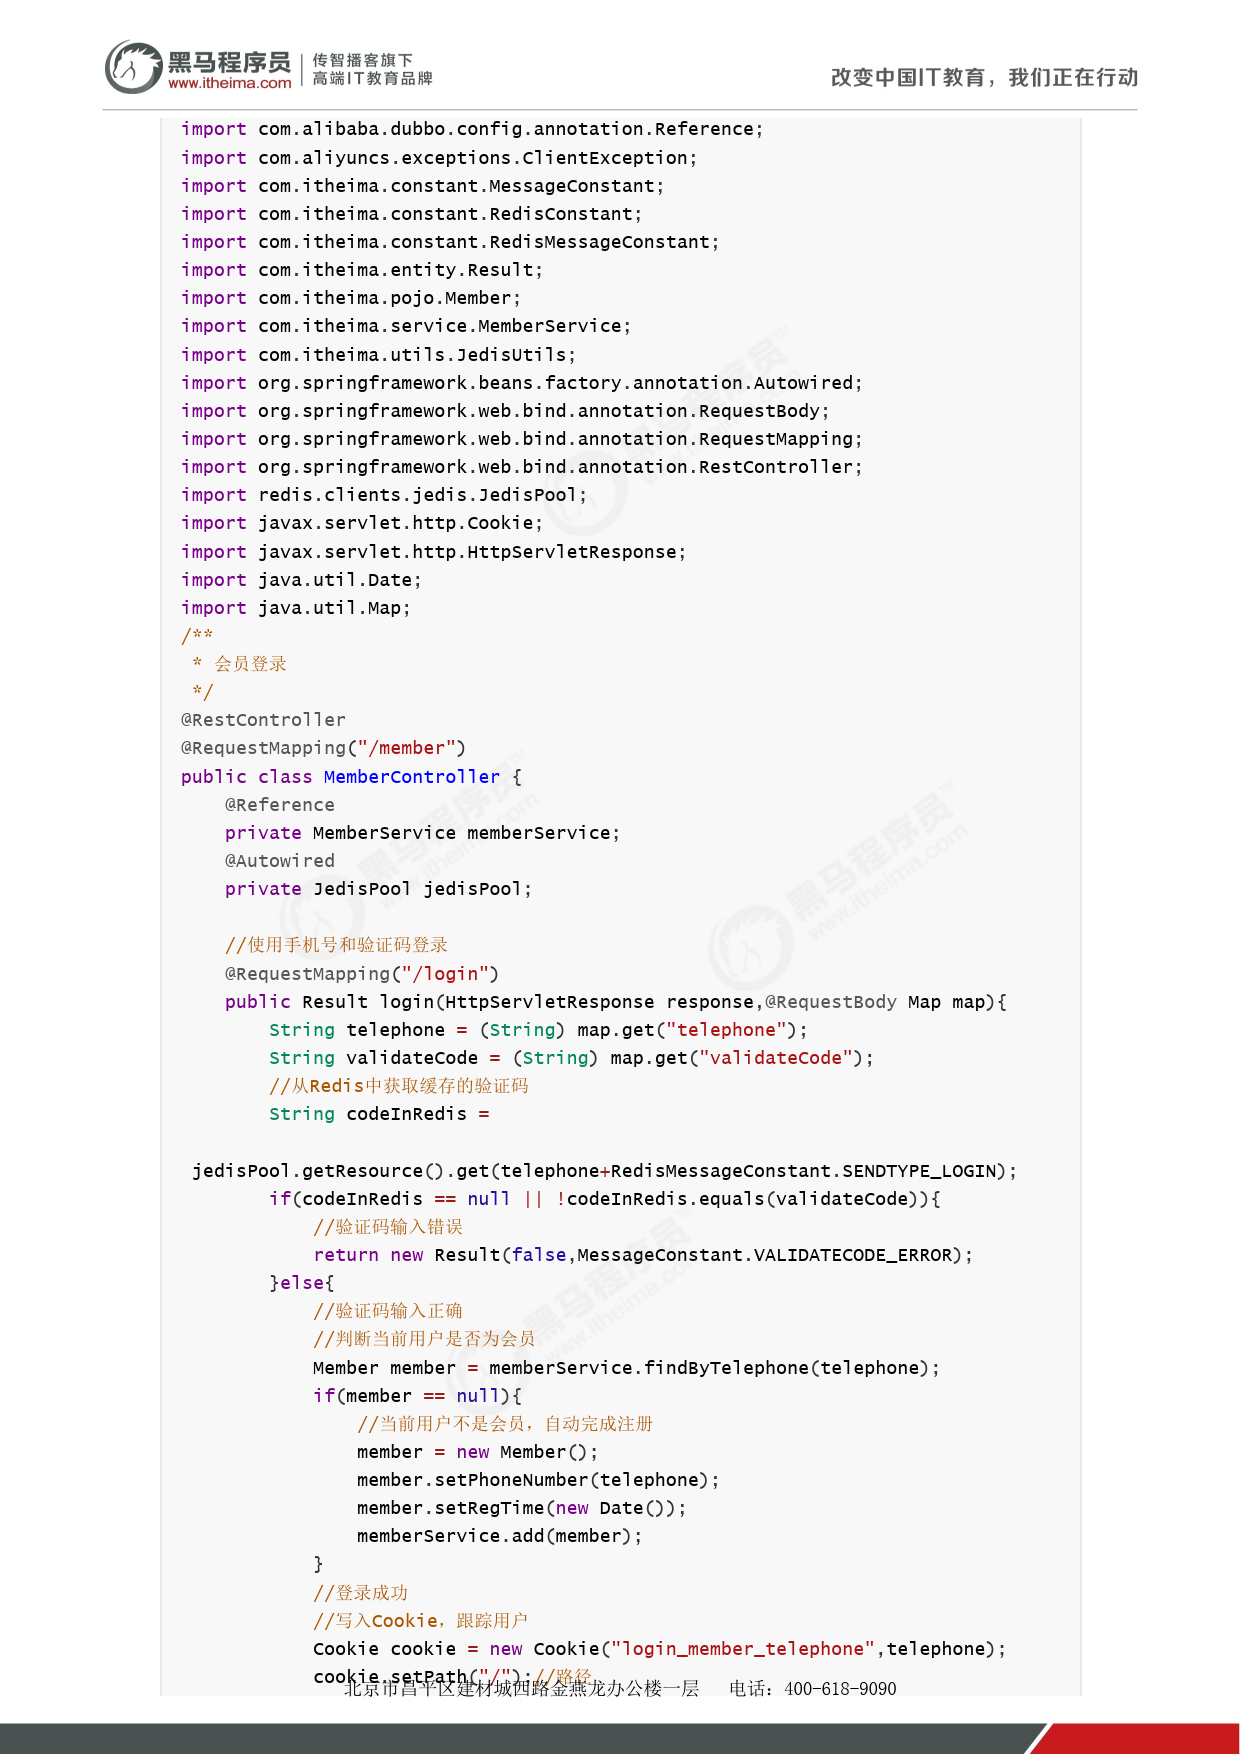 黑马程序员
www.itheima.com
传智播客旗下
高端IT教育品牌
改变中国IT教育，我们正在行动
import com.alibaba.dubbo.config.annotation.Reference;
import com.aliyuncs.exceptions.ClientException;
import com.itheima.constant.MessageConstant;
import com.itheima.constant.RedisConstant;
import com.itheima.constant.RedisMessageConstant;
import com.itheima.entity.Result;
import com.itheima.pojo.Member;
import com.itheima.service.MemberService;
import com.itheima.utils.JedisUtils;
import org.springframework.beans.factory.annotation.Autowired;
import org.springframework.web.bind.annotation.RequestBody;
import org.springframework.web.bind.annotation.RequestMapping;
import org.springframework.web.bind.annotation.RestController;
import redis.clients.jedis.JedisPool;
import javax.servlet.http.Cookie;
import javax.servlet.http.HttpServletResponse;
import java.util.Date;
import java.util.Map;
/**
 * 会员登录
 */
@RestController
@RequestMapping("/member")
public class MemberController {
    @Reference
    private MemberService memberService;
    @Autowired
    private JedisPool jedisPool;
    //使用手机号和验证码登录
    @RequestMapping("/login")
    public Result login(HttpServletResponse response,@RequestBody Map map){
        String telephone = (String) map.get("telephone");
        String validateCode = (String) map.get("validateCode");
        //从Redis中获取缓存的验证码
        String codeInRedis =
 jedisPool.getResource().get(telephone+RedisMessageConstant.SENDTYPE_LOGIN);
        if(codeInRedis == null || !codeInRedis.equals(validateCode)){
            //验证码输入错误
            return new Result(false,MessageConstant.VALIDATECODE_ERROR);
        }else{
            //验证码输入正确
            //判断当前用户是否为会员
            Member member = memberService.findByTelephone(telephone);
            if(member == null){
                //当前用户不是会员，自动完成注册
                member = new Member();
                member.setPhoneNumber(telephone);
                member.setRegTime(new Date());
                memberService.add(member);
            }
            //登录成功
            //写入Cookie，跟踪用户
            Cookie cookie = new Cookie("login_member_telephone",telephone);
            cookie.setPath("/");//路径
北京市昌平区建材城西路金燕龙办公楼一层 电话：400-618-9090